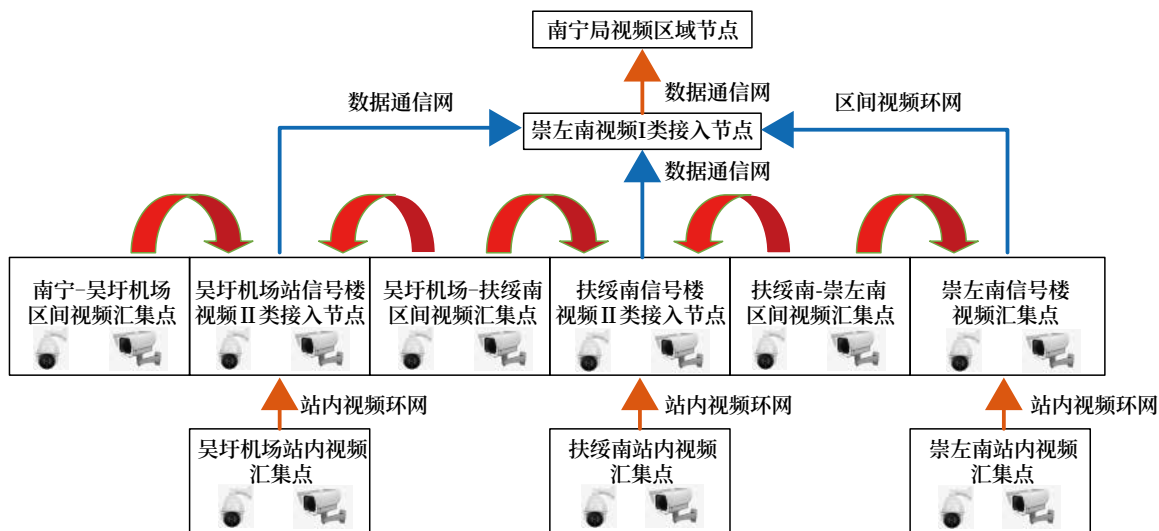 南宁局视频区域节点
数据通信网
数据通信网
区间视频环网
崇左南视频I类接入节点
数据通信网
南宁–吴圩机场
区间视频汇集点
吴圩机场站信号楼
视频Ⅱ类接入节点
吴圩机场–扶绥南
区间视频汇集点
扶绥南信号楼
视频Ⅱ类接入节点
扶绥南-崇左南
区间视频汇集点
崇左南信号楼
视频汇集点
站内视频环网
站内视频环网
站内视频环网
吴圩机场站内视频
汇集点
扶绥南站内视频
汇集点
崇左南站内视频
汇集点